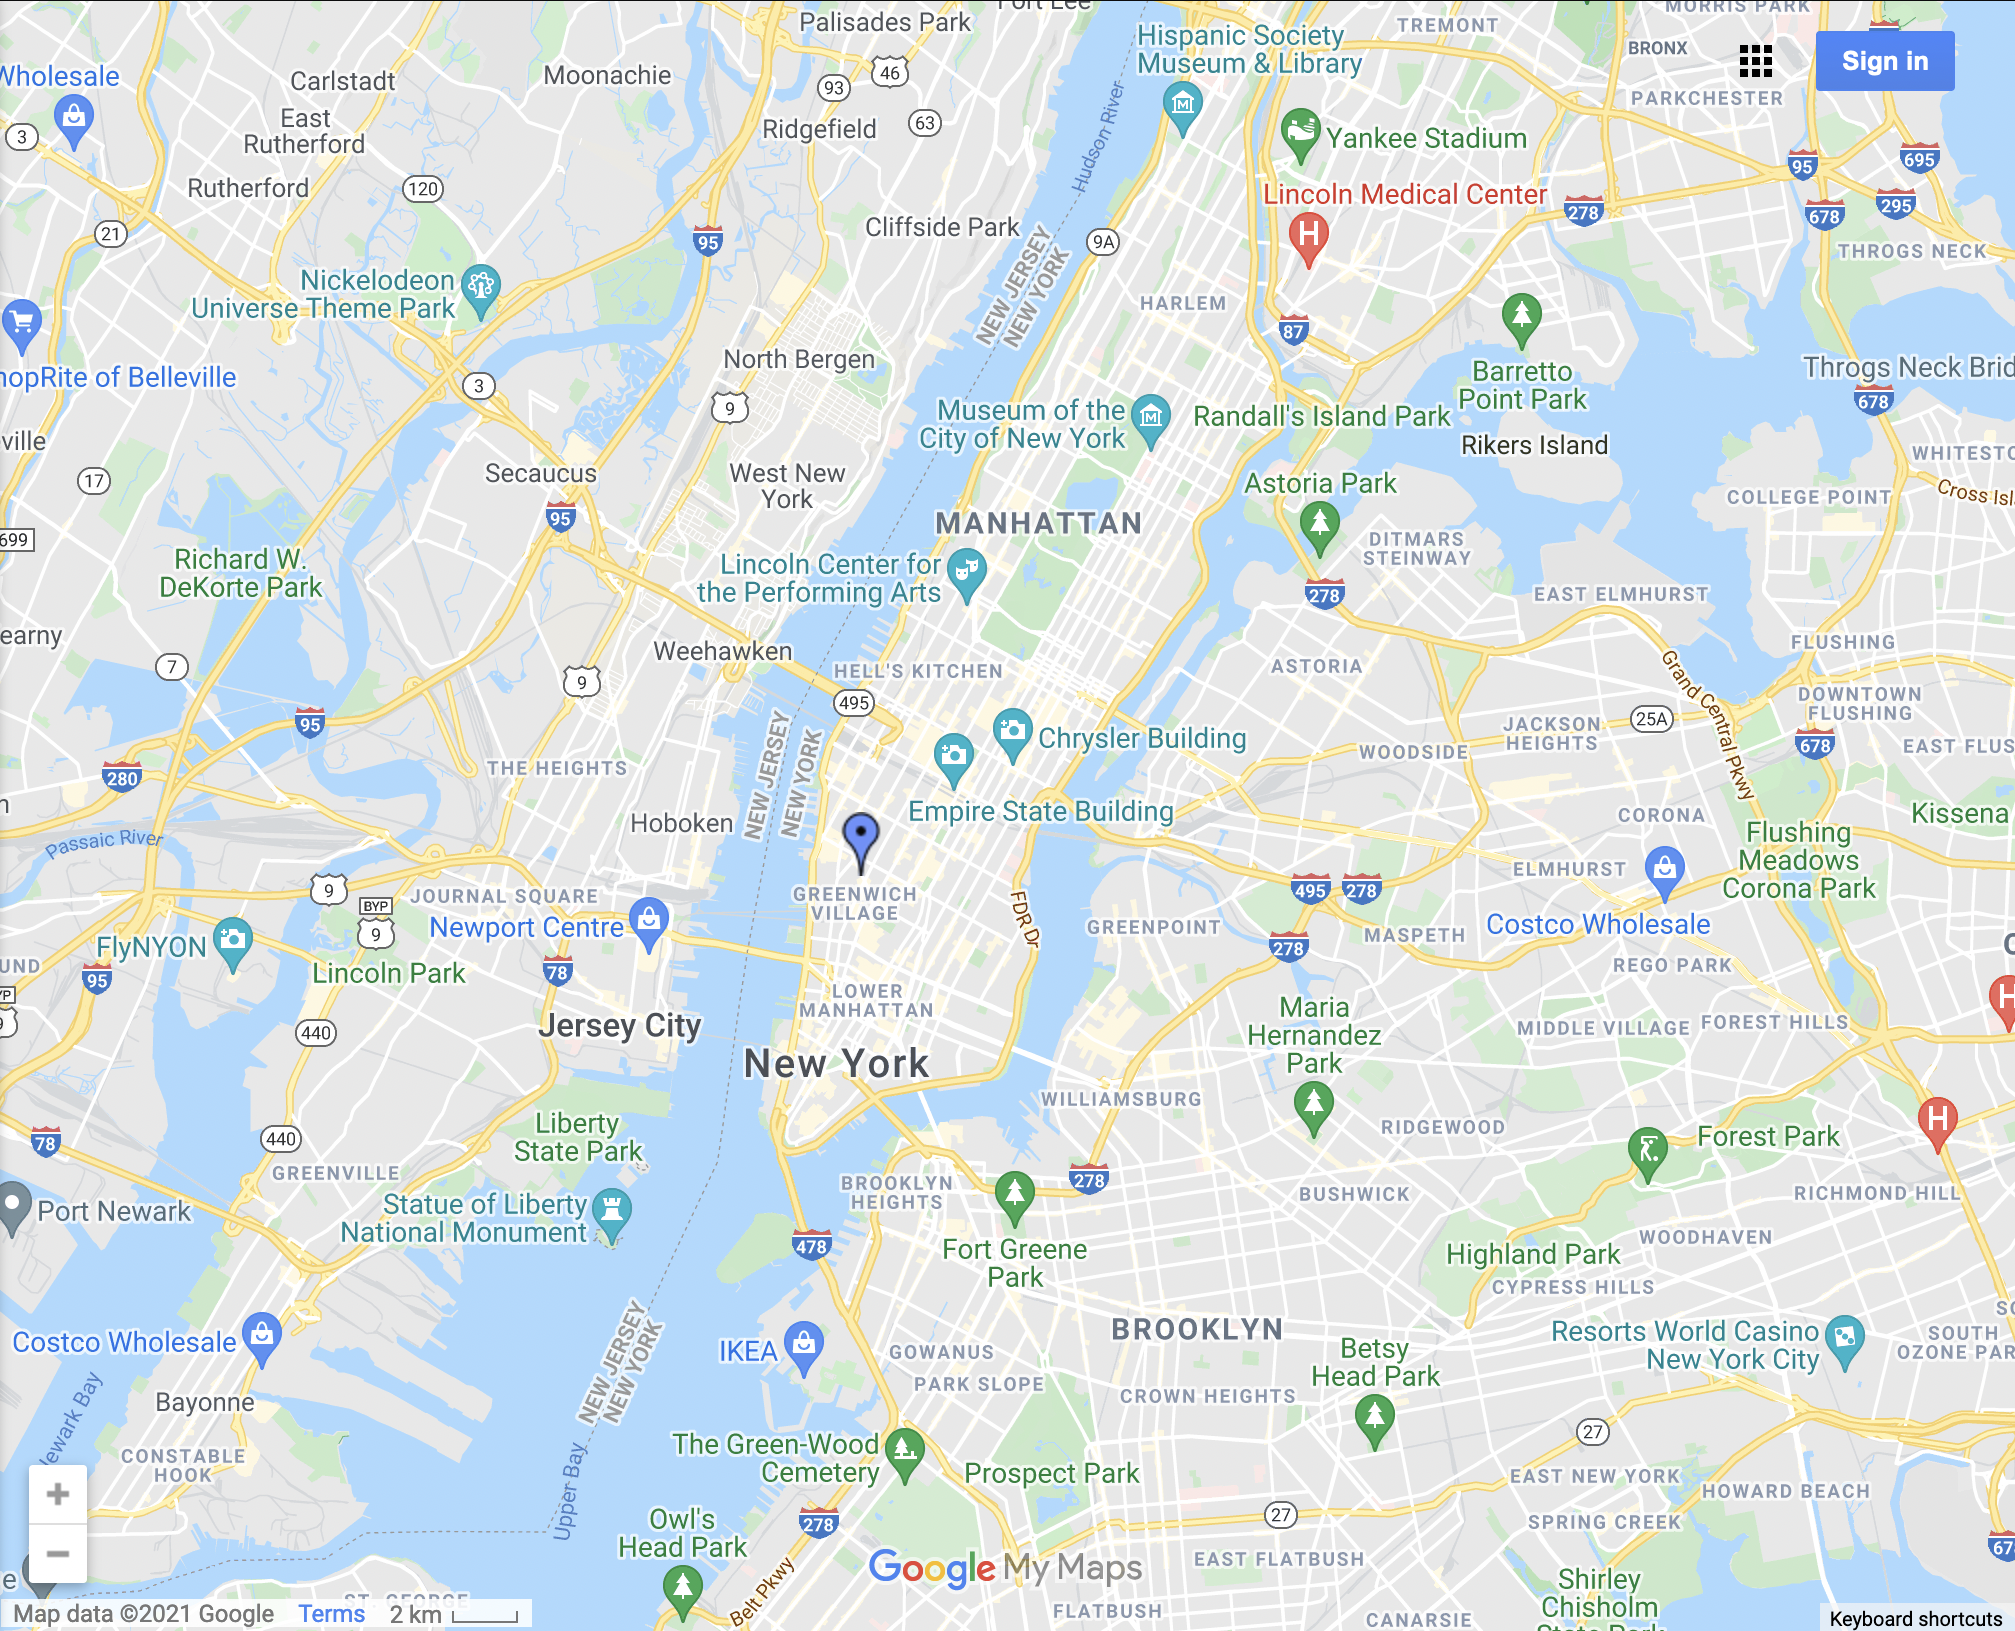 Palisades Park
Fort Lee
Hispanic Society
Museum & Library
TREMONT
MORRIS PARK
BRONX
Sign in
Wholesale
Carlstadt
Moonachie
46
93
PARKCHESTER
East
Rutherford
Ridgefield
63
Hudson River
Yankee Stadium
3
95
695
Rutherford
120
Lincoln Medical Center
278
678
295
21
Cliffside Park
95
9A
THROGS NECK
NEW JERSEY
NEW YORK
Nickelodeon
Universe Theme Park
HARLEM
87
North Bergen
Barretto
Point Park
Throgs Neck Brid
hopRite of Belleville
3
9
678
Museum of the
City of New York
Randall's Island Park
Rikers Island
ville
WHITESTO
17
Secaucus
West New
York
Astoria Park
COLLEGE POINT
Cross Isl
95
MANHATTAN
699
DITMARS
STEINWAY
Richard W.
DeKorte Park
Lincoln Center for
the Performing Arts
278
EAST ELMHURST
earny
Weehawken
FLUSHING
7
HELL'S KITCHEN
ASTORIA
9
495
Grand Central Pkwy
DOWNTOWN
FLUSHING
95
25A
JACKSON
HEIGHTS
NEW JERSEY
NEW YORK
Chrysler Building
WOODSIDE
678
EAST FLUS
THE HEIGHTS
280
Empire State Building
CORONA
Kissena
n
Hoboken
Passaic River
Flushing
Meadows
Corona Park
ELMHURST
9
JOURNAL SQUARE
GREENWICH
VILLAGE
495
278
BYP
9
Newport Centre
FDR Dr
GREENPOINT
Costco Wholesale
FlyNYON
278
MASPETH
UND
95
Lincoln Park
78
REGO PARK
YP
9
LOWER
MANHATTAN
Maria
Hernandez
Park
440
Jersey City
MIDDLE VILLAGE
FOREST HILLS
New York
WILLIAMSBURG
78
440
Liberty
State Park
RIDGEWOOD
Forest Park
GREENVILLE
278
BROOKLYN
HEIGHTS
BUSHWICK
RICHMOND HILL
Port Newark
Statue of Liberty
National Monument
478
Fort Greene
Park
WOODHAVEN
Highland Park
CYPRESS HILLS
NEW JERSEY
NEW YORK
BROOKLYN
Costco Wholesale
IKEA
GOWANUS
Betsy
Head Park
Resorts World Casino
New York City
SOUTH
OZONE PAR
PARK SLOPE
CROWN HEIGHTS
Bayonne
Newark Bay
27
CONSTABLE
HOOK
The Green-Wood
Cemetery
Prospect Park
EAST NEW YORK
HOWARD BEACH
Upper Bay
278
27
SPRING CREEK
Owl's
Head Park
678
EAST FLATBUSH
Google My Maps
Belt Pkwy
Shirley
Chisholm
State Park
e
ST. GEORGE
FLATBUSH
CANARSIE
Map data ©2021 Google
Terms
2 km
Keyboard shortcuts